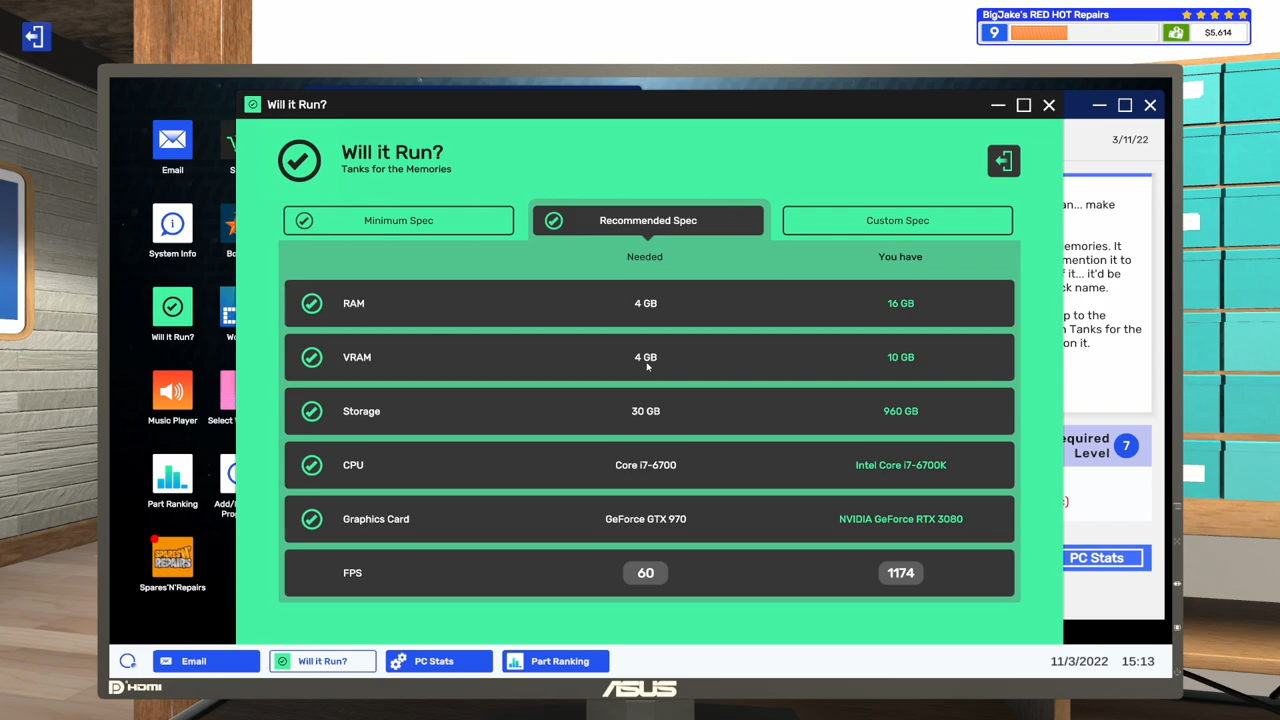 BigJake's RED HOT Repairs
9
$5,614
Will it Run?
3/11/22
Will it Run?
Tanks for the Memories
Email
System Info
Will it Run?
Music Player
Part Ranking
Spares'N'Repairs
Minimum Spec
Recommended Spec
Custom Spec
Needed
You have
RAM
4 GB
16 GB
VRAM
4 GB
10 GB
Storage
30 GB
960 GB
CPU
Core i7-6700
Intel Core i7-6700K
Graphics Card
GeForce GTX 970
NVIDIA GeForce RTX 3080
FPS
60
1174
an... make
emories. It
mention it to
it... it'd be
ck name.
p to the
n Tanks for the
on it.
equired
Level
7
PC Stats
Email
Will it Run?
PC Stats
Part Ranking
11/3/2022
15:13
HDMI
ASUS